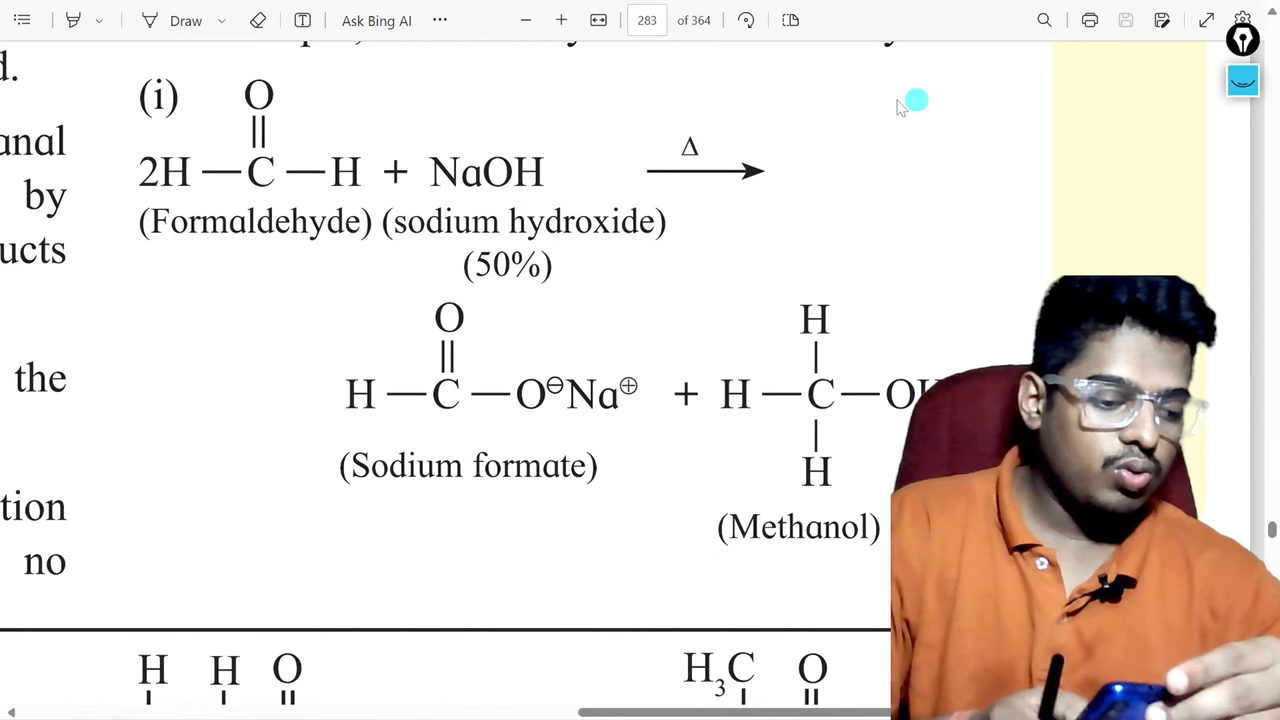 Draw
Ask Bing AI
283 of 364
d.
anal
by
ucts
the
tion
no
(i)
O
2H — C — H + NaOH
Δ
(Formaldehyde) (sodium hydroxide)
(50%)
O
H — C — O⊖Na⊕ + H — C — OH
H
H
(Sodium formate)
(Methanol)
H H O
H₃C O